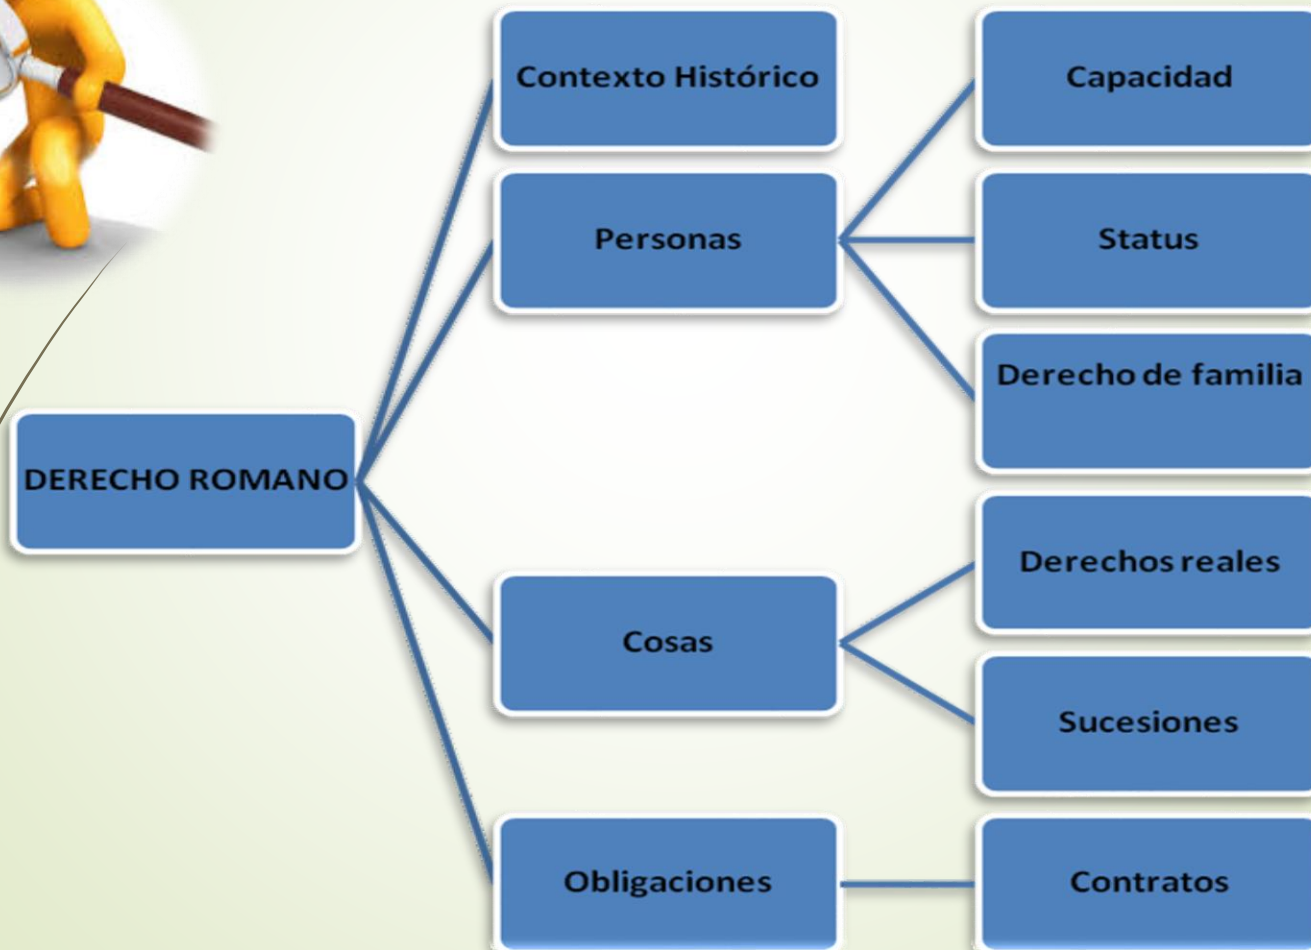 Contexto Histórico
Capacidad
Personas
Status
Derecho de familia
DERECHO ROMANO
Derechos reales
Cosas
Sucesiones
Obligaciones
Contratos